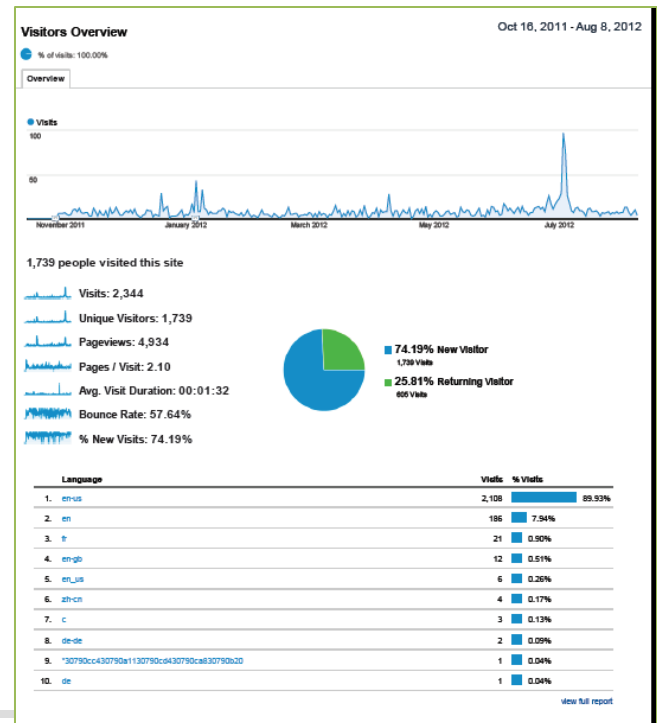 Visitors Overview
Oct 16, 2011 - Aug 8, 2012
% of visits: 100.00%
Overview
Visits
100
50
November 2011 January 2012 March 2012 May 2012 July 2012
1,739 people visited this site
Visits: 2,344
Unique Visitors: 1,739
Pageviews: 4,934
Pages / Visit: 2.10
Avg. Visit Duration: 00:01:32
Bounce Rate: 57.64%
% New Visits: 74.19%
74.19% New Visitor
1,739 Visits
25.81% Returning Visitor
605 Visits
Language Visits % Visits
1. en-us 2,108 89.93%
2. en 186 7.94%
3. fr 21 0.90%
4. en-gb 12 0.51%
5. en_us 6 0.26%
6. zh-cn 4 0.17%
7. c 3 0.13%
8. de-de 2 0.09%
9. *30790cc430790a1130790cd430790ca830790b20 1 0.04%
10. de 1 0.04%
view full report